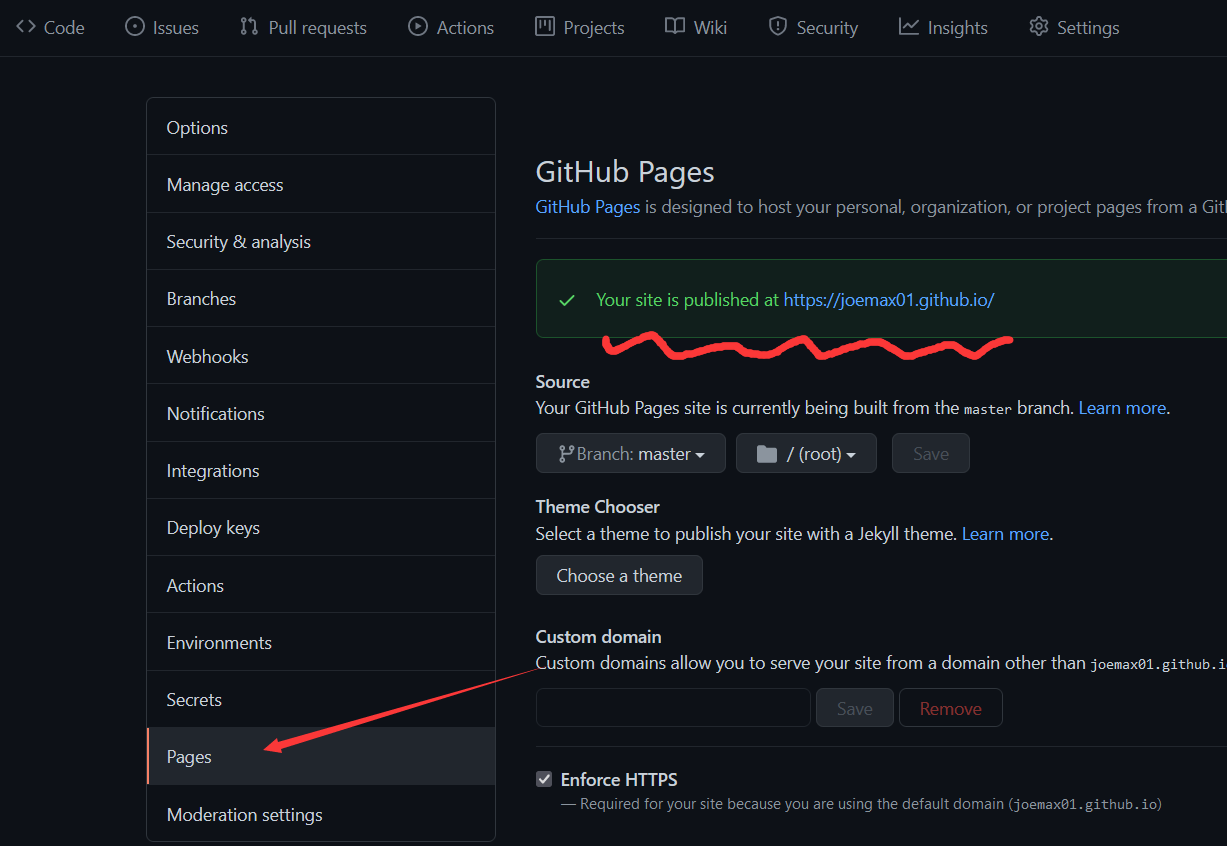 Code Issues Pull requests Actions Projects Wiki Security Insights Settings
Options
Manage access
Security & analysis
Branches
Webhooks
Notifications
Integrations
Deploy keys
Actions
Environments
Secrets
Pages
Moderation settings
GitHub Pages
GitHub Pages is designed to host your personal, organization, or project pages from a
Your site is published at https://joemax01.github.io/
Source
Your GitHub Pages site is currently being built from the master branch. Learn more.
Branch: master / (root) Save
Theme Chooser
Select a theme to publish your site with a Jekyll theme. Learn more.
Choose a theme
Custom domain
Custom domains allow you to serve your site from a domain other than joemax01.github.i
Save Remove
Enforce HTTPS
— Required for your site because you are using the default domain (joemax01.github.io)